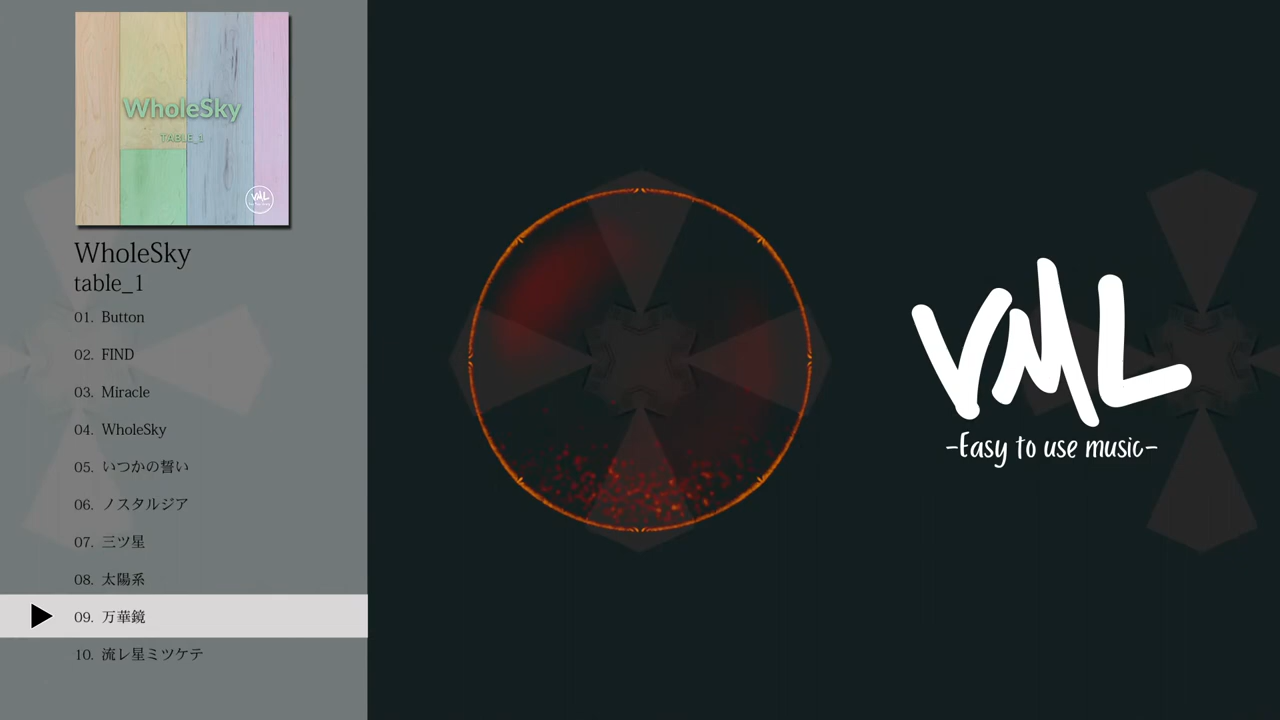 WholeSky
TABLE_1
VML
WholeSky
table_1
01. Button
02. FIND
03. Miracle
04. WholeSky
05. いつかの誓い
06. ノスタルジア
07. 三ツ星
08. 太陽系
09. 万華鏡
10. 流レ星ミツケテ
VML
-Easy to use music-